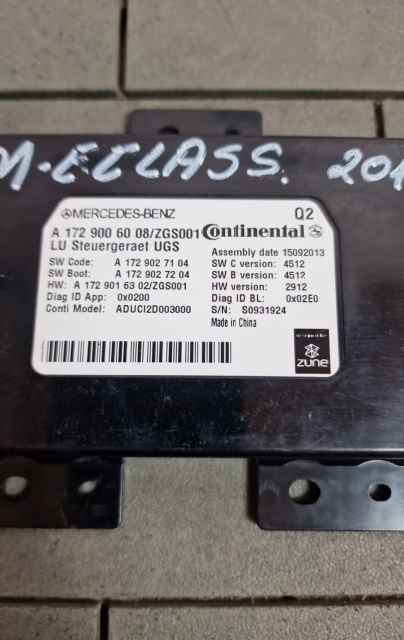 M-ECLASS. 201
MERCEDES-BENZ Q2
A 172 900 60 08/ZGS001 Continental
LU Steuergeraet UGS Assembly date 15092013
SW Code: A 172 902 71 04 SW C version: 4512
SW Boot: A 172 902 72 04 SW B version: 4512
HW: A 172 901 63 02/ZGS001 HW version: 2912
Diag ID App: 0x0200 Diag ID BL: 0x02E0
Conti Model: ADUCI2D003000 S/N: S0931924
Made in China
zune